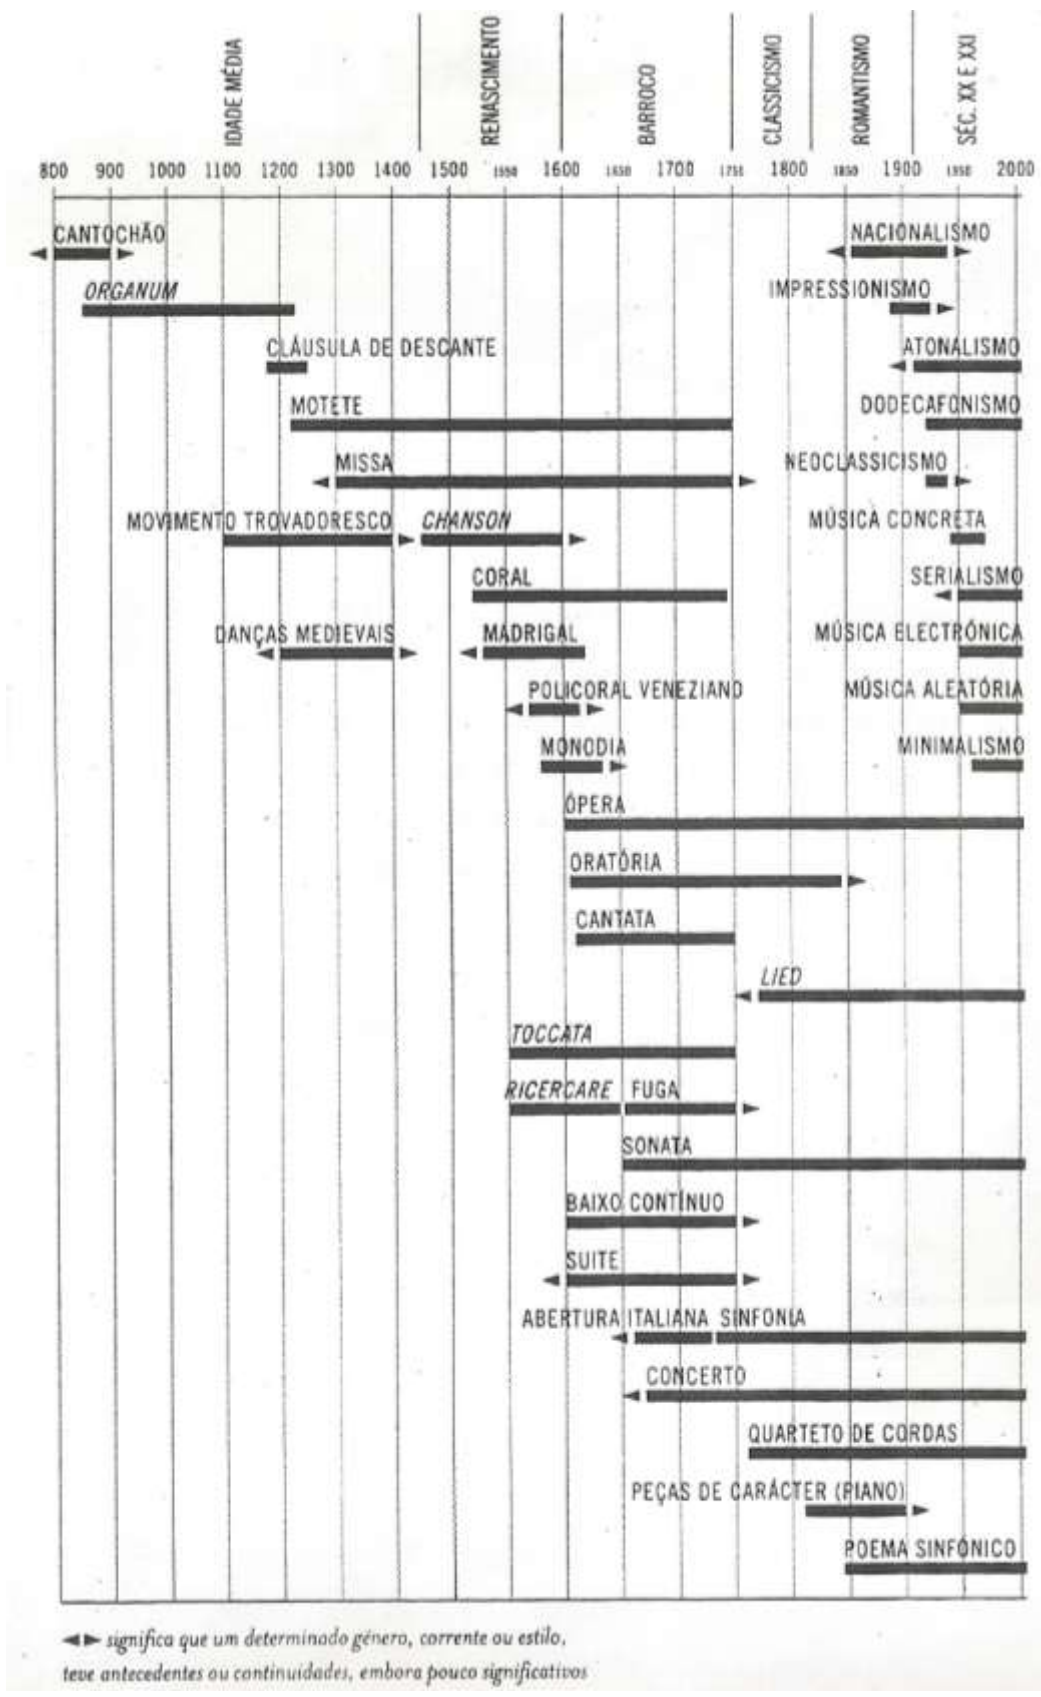 IDADE MÉDIA
RENASCIMENTO
BARROCO
CLASSICISMO
ROMANTISMO
SÉC. XX E XXI
800 900 1000 1100 1200 1300 1400 1500 1550 1600 1650 1700 1751 1800 1850 1900 1950 2000
CANTOCHÃO NACIONALISMO
ORGANUM IMPRESSIONISMO
CLÁUSULA DE DESCANTE ATONALISMO
MOTETE DODECAFONISMO
MISSA NEOCLASSICISMO
MOVIMENTO TROVADORESCO CHANSON MÚSICA CONCRETA
CORAL SERIALISMO
DANÇAS MEDIEVAIS MADRIGAL MÚSICA ELECTRÓNICA
POLICORAL VENEZIANO MÚSICA ALEATÓRIA
MONODIA MINIMALISMO
ÓPERA
ORATÓRIA
CANTATA
LIED
TOCCATA
RICERCARE FUGA
SONATA
BAIXO CONTÍNUO
SUITE
ABERTURA ITALIANA SINFONIA
CONCERTO
QUARTETO DE CORDAS
PEÇAS DE CARÁCTER (PIANO)
POEMA SINFÓNICO
◄► significa que um determinado género, corrente ou estilo,
teve antecedentes ou continuidades, embora pouco significativos